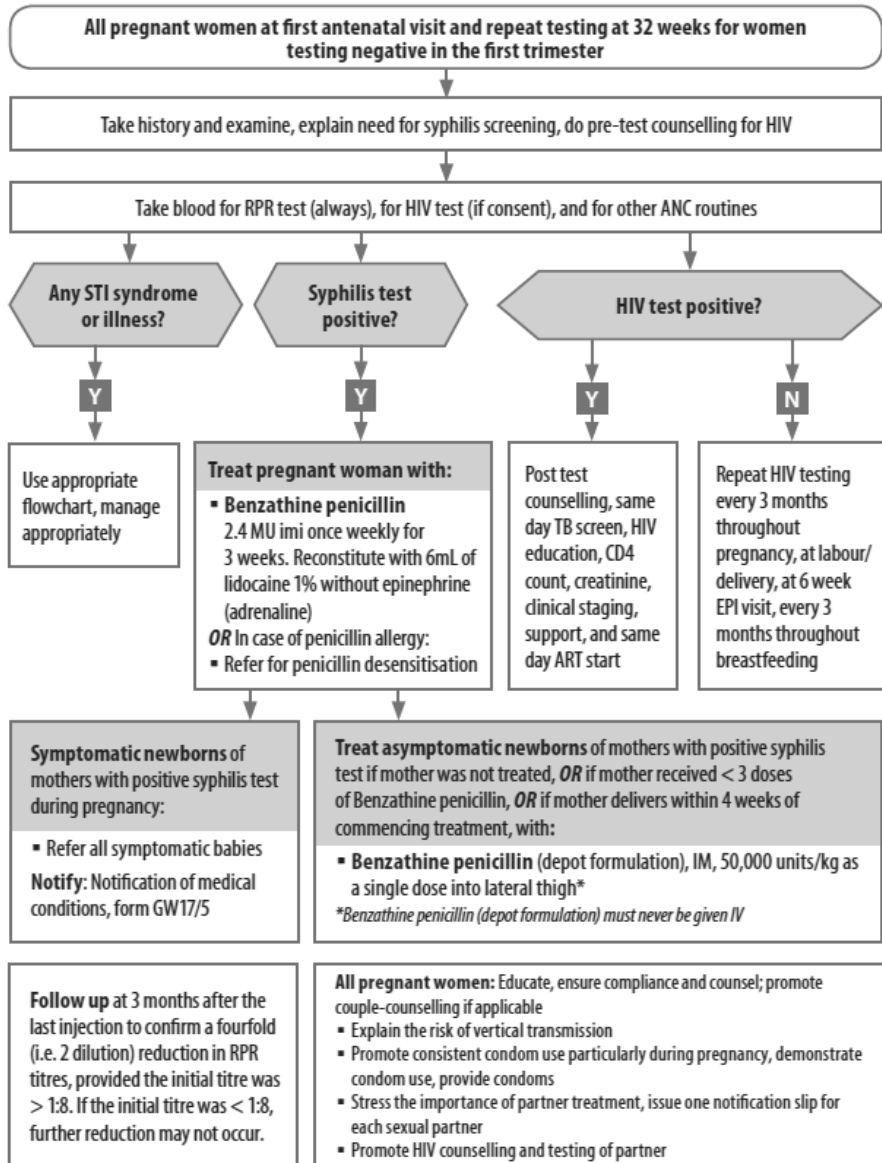 All pregnant women at first antenatal visit and repeat testing at 32 weeks for women
testing negative in the first trimester
Take history and examine, explain need for syphilis screening, do pre-test counselling for HIV
Take blood for RPR test (always), for HIV test (if consent), and for other ANC routines
Any STI syndrome
or illness?
Syphilis test
positive?
HIV test positive?
Y
Y
Y
N
Use appropriate
flowchart, manage
appropriately
Treat pregnant woman with:
▪ Benzathine penicillin
2.4 MU imi once weekly for
3 weeks. Reconstitute with 6mL of
lidocaine 1% without epinephrine
(adrenaline)
OR In case of penicillin allergy:
▪ Refer for penicillin desensitisation
Post test
counselling, same
day TB screen, HIV
education, CD4
count, creatinine,
clinical staging,
support, and same
day ART start
Repeat HIV testing
every 3 months
throughout
pregnancy, at labour/
delivery, at 6 week
EPI visit, every 3
months throughout
breastfeeding
Symptomatic newborns of
mothers with positive syphilis test
during pregnancy:
▪ Refer all symptomatic babies
Notify: Notification of medical
conditions, form GW17/5
Treat asymptomatic newborns of mothers with positive syphilis
test if mother was not treated, OR if mother received < 3 doses
of Benzathine penicillin, OR if mother delivers within 4 weeks of
commencing treatment, with:
▪ Benzathine penicillin (depot formulation), IM, 50,000 units/kg as
a single dose into lateral thigh*
*Benzathine penicillin (depot formulation) must never be given IV
Follow up at 3 months after the
last injection to confirm a fourfold
(i.e. 2 dilution) reduction in RPR
titres, provided the initial titre was
> 1:8. If the initial titre was < 1:8,
further reduction may not occur.
All pregnant women: Educate, ensure compliance and counsel; promote
couple-counselling if applicable
▪ Explain the risk of vertical transmission
▪ Promote consistent condom use particularly during pregnancy, demonstrate
condom use, provide condoms
▪ Stress the importance of partner treatment, issue one notification slip for
each sexual partner
▪ Promote HIV counselling and testing of partner